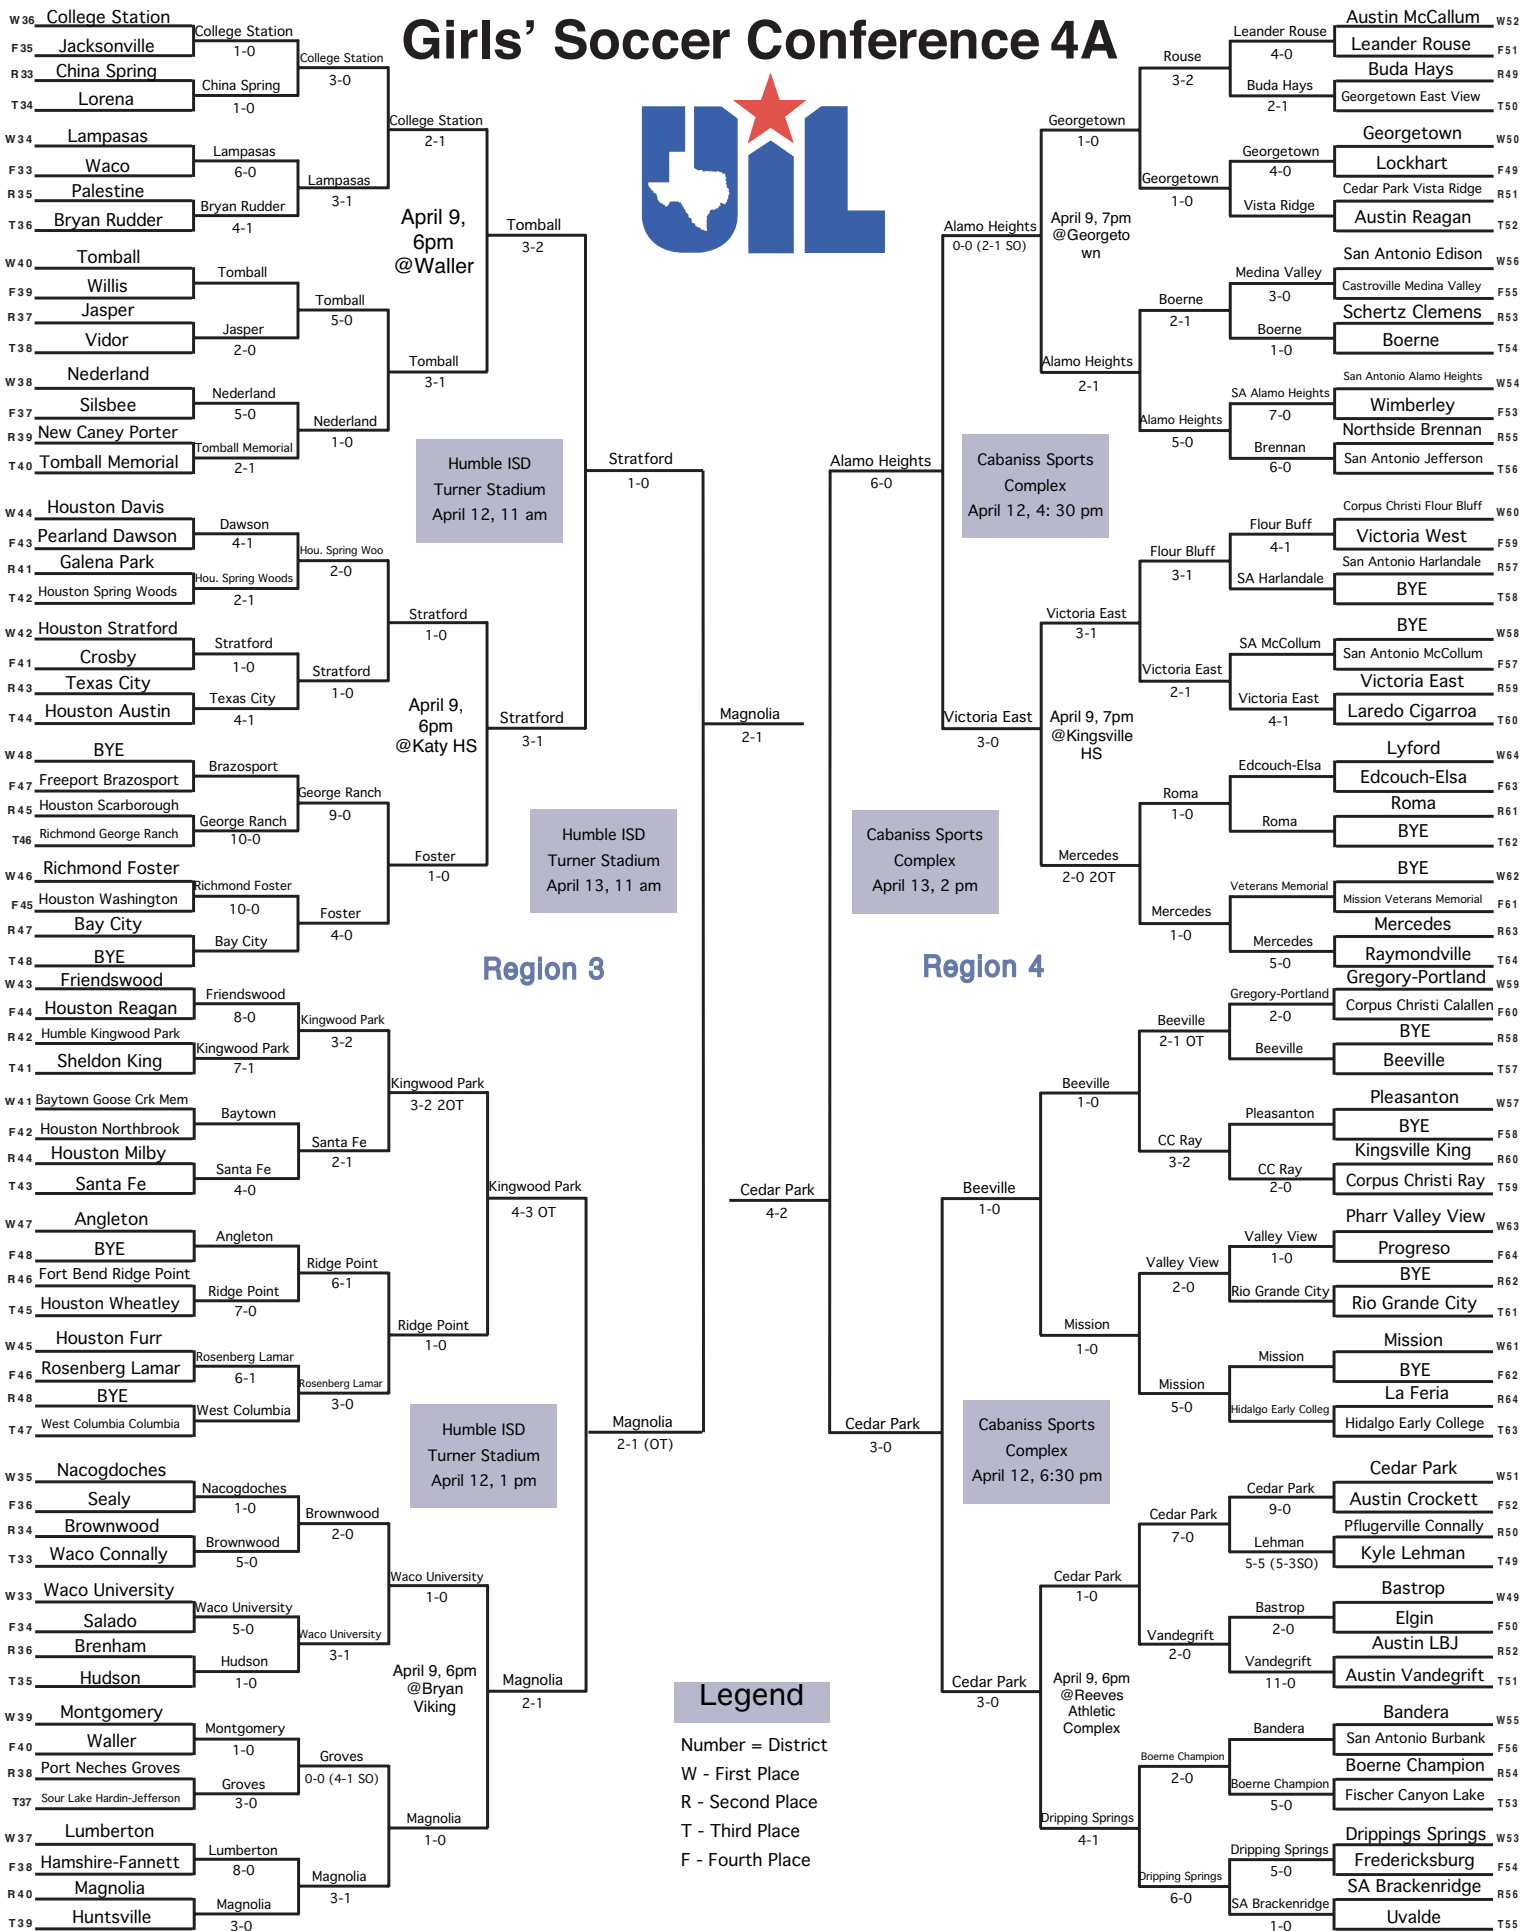 Girls' Soccer Conference 4A
UIL
W36 College Station
F35 Jacksonville
R33 China Spring
T34 Lorena
W34 Lampasas
F33 Waco
R35 Palestine
T36 Bryan Rudder
W40 Tomball
F39 Willis
R37 Jasper
T38 Vidor
W38 Nederland
F37 Silsbee
R39 New Caney Porter
T40 Tomball Memorial
W44 Houston Davis
F43 Pearland Dawson
R41 Galena Park
T42 Houston Spring Woods
W42 Houston Stratford
F41 Crosby
R43 Texas City
T44 Houston Austin
W48 BYE
F47 Freeport Brazosport
R45 Houston Scarborough
T46 Richmond George Ranch
W46 Richmond Foster
F45 Houston Washington
R47 Bay City
T48 BYE
W43 Friendswood
F44 Houston Reagan
R42 Humble Kingwood Park
T41 Sheldon King
W41 Baytown Goose Crk Mem
F42 Houston Northbrook
R44 Houston Milby
T43 Santa Fe
W47 Angleton
F48 BYE
R46 Fort Bend Ridge Point
T45 Houston Wheatley
W45 Houston Furr
F46 Rosenberg Lamar
R48 BYE
T47 West Columbia Columbia
W35 Nacogdoches
F36 Sealy
R34 Brownwood
T33 Waco Connally
W33 Waco University
F34 Salado
R36 Brenham
T35 Hudson
W39 Montgomery
F40 Waller
R38 Port Neches Groves
T37 Sour Lake Hardin-Jefferson
W37 Lumberton
F38 Hamshire-Fannett
R40 Magnolia
T39 Huntsville
College Station
1-0
China Spring
1-0
Lampasas
6-0
Bryan Rudder
4-1
Tomball
Jasper
2-0
Nederland
5-0
Tomball Memorial
2-1
Dawson
4-1
Hou. Spring Woods
2-1
Stratford
1-0
Texas City
4-1
Brazosport
George Ranch
10-0
Richmond Foster
10-0
Bay City
Friendswood
8-0
Kingwood Park
7-1
Baytown
Santa Fe
4-0
Angleton
Ridge Point
7-0
Rosenberg Lamar
6-1
West Columbia
Nacogdoches
1-0
Brownwood
5-0
Waco University
5-0
Hudson
1-0
Montgomery
1-0
Groves
3-0
Lumberton
8-0
Magnolia
3-0
College Station
3-0
Lampasas
3-1
Tomball
5-0
Nederland
1-0
Hou. Spring Woo
2-0
Stratford
1-0
George Ranch
9-0
Foster
4-0
Kingwood Park
3-2
Santa Fe
2-1
Ridge Point
6-1
Rosenberg Lamar
3-0
Brownwood
2-0
Waco University
3-1
Groves
0-0 (4-1 SO)
Magnolia
3-1
College Station
2-1
April 9,
6pm
@Waller
Tomball
3-1
Stratford
1-0
April 9,
6pm
@Katy HS
Foster
1-0
Kingwood Park
3-2 2OT
Ridge Point
1-0
Waco University
1-0
April 9, 6pm
@Bryan
Viking
Magnolia
1-0
Tomball
3-2
Humble ISD
Turner Stadium
April 12, 11 am
Stratford
3-1
Kingwood Park
4-3 OT
Humble ISD
Turner Stadium
April 12, 1 pm
Magnolia
2-1
Stratford
1-0
Humble ISD
Turner Stadium
April 13, 11 am
Region 3
Magnolia
2-1 (OT)
Magnolia
2-1
Cedar Park
4-2
Alamo Heights
6-0
Cabaniss Sports
Complex
April 13, 2 pm
Region 4
Cedar Park
3-0
Alamo Heights
0-0 (2-1 SO)
Cabaniss Sports
Complex
April 12, 4: 30 pm
Victoria East
3-0
Beeville
1-0
Cabaniss Sports
Complex
April 12, 6:30 pm
Cedar Park
3-0
Georgetown
1-0
April 9, 7pm
@Georgeto
wn
Alamo Heights
2-1
Victoria East
3-1
April 9, 7pm
@Kingsville
HS
Mercedes
2-0 2OT
Beeville
1-0
Mission
1-0
Cedar Park
1-0
April 9, 6pm
@Reeves
Athletic
Complex
Dripping Springs
4-1
Rouse
3-2
Georgetown
1-0
Boerne
2-1
Alamo Heights
5-0
Flour Bluff
3-1
Victoria East
2-1
Roma
1-0
Mercedes
1-0
Beeville
2-1 OT
CC Ray
3-2
Valley View
2-0
Mission
5-0
Cedar Park
7-0
Vandegrift
2-0
Boerne Champion
2-0
Dripping Springs
6-0
Leander Rouse
4-0
Buda Hays
2-1
Georgetown
4-0
Vista Ridge
Medina Valley
3-0
Boerne
1-0
SA Alamo Heights
7-0
Brennan
6-0
Flour Buff
4-1
SA Harlandale
SA McCollum
Victoria East
4-1
Edcouch-Elsa
Roma
Veterans Memorial
Mercedes
5-0
Gregory-Portland
2-0
Beeville
Pleasanton
CC Ray
2-0
Valley View
1-0
Rio Grande City
Mission
Hidalgo Early Colleg
Cedar Park
9-0
Lehman
5-5 (5-3SO)
Bastrop
2-0
Vandegrift
11-0
Bandera
Boerne Champion
5-0
Dripping Springs
5-0
SA Brackenridge
1-0
Austin McCallum W52
Leander Rouse F51
Buda Hays R49
Georgetown East View T50
Georgetown W50
Lockhart F49
Cedar Park Vista Ridge R51
Austin Reagan T52
San Antonio Edison W56
Castroville Medina Valley F55
Schertz Clemens R53
Boerne T54
San Antonio Alamo Heights W54
Wimberley F53
Northside Brennan R55
San Antonio Jefferson T56
Corpus Christi Flour Bluff W60
Victoria West F59
San Antonio Harlandale R57
BYE T58
BYE W58
San Antonio McCollum F57
Victoria East R59
Laredo Cigarroa T60
Lyford W64
Edcouch-Elsa F63
Roma R61
BYE T62
BYE W62
Mission Veterans Memorial F61
Mercedes R63
Raymondville T64
Gregory-Portland W59
Corpus Christi Calallen F60
BYE R58
Beeville T57
Pleasanton W57
BYE F58
Kingsville King R60
Corpus Christi Ray T59
Pharr Valley View W63
Progreso F64
BYE R62
Rio Grande City T61
Mission W61
BYE F62
La Feria R64
Hidalgo Early College T63
Cedar Park W51
Austin Crockett F52
Pflugerville Connally R50
Kyle Lehman T49
Bastrop W49
Elgin F50
Austin LBJ R52
Austin Vandegrift T51
Bandera W55
San Antonio Burbank F56
Boerne Champion R54
Fischer Canyon Lake T53
Drippings Springs W53
Fredericksburg F54
SA Brackenridge R56
Uvalde T55
Legend
Number = District
W - First Place
R - Second Place
T - Third Place
F - Fourth Place